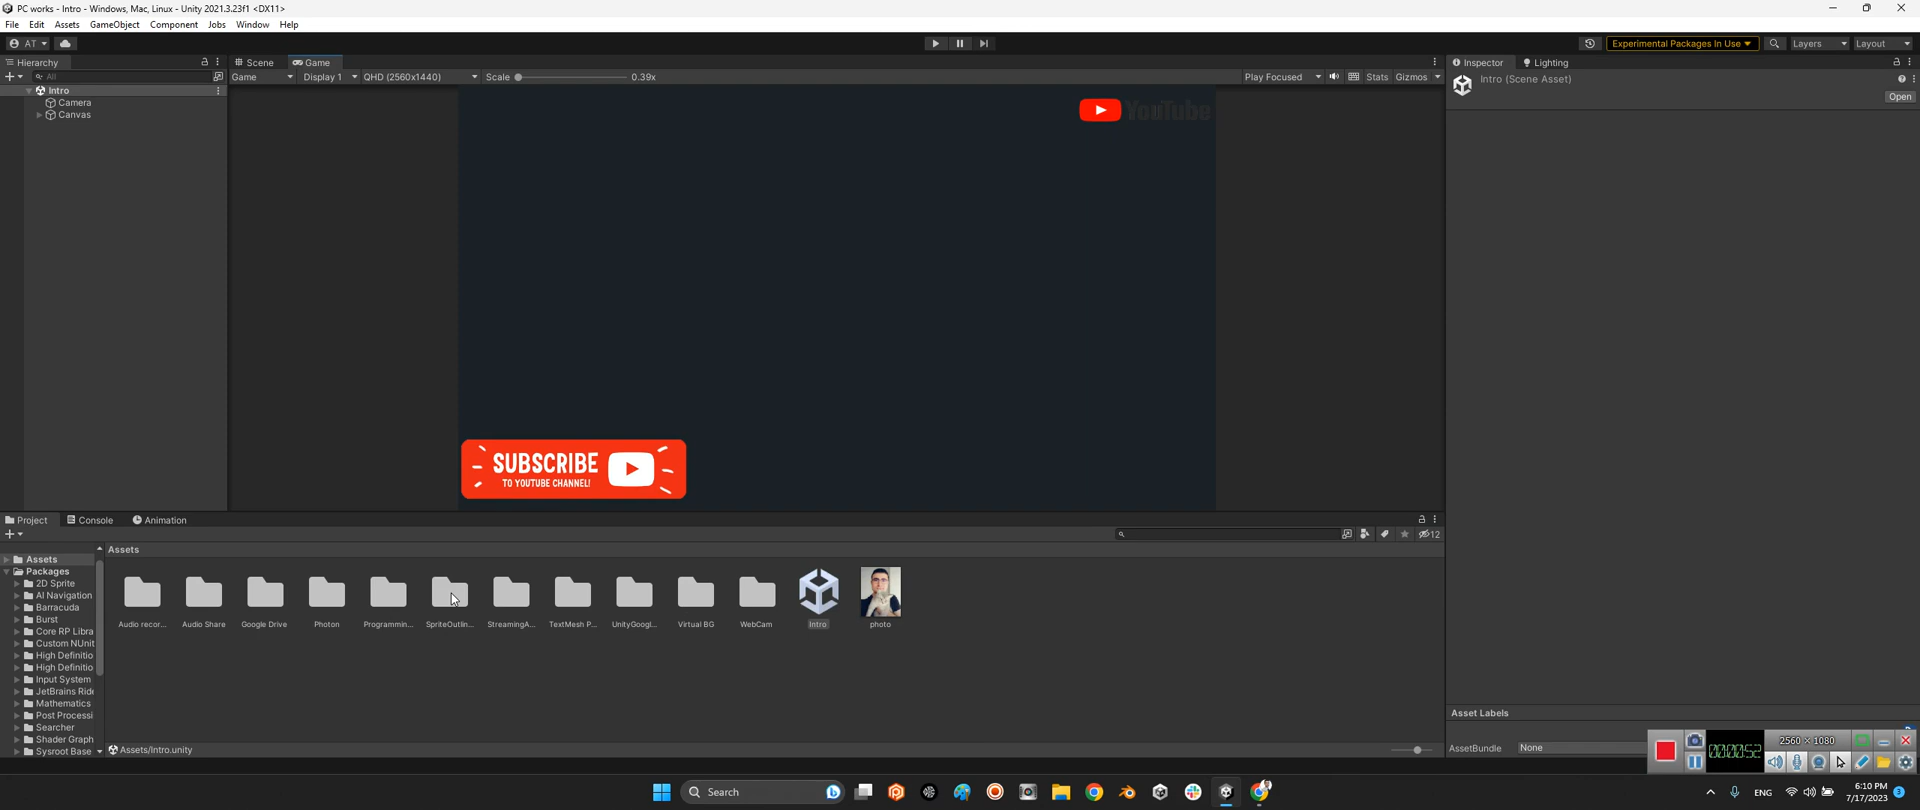 PC works - Intro - Windows, Mac, Linux - Unity 2021.3.23f1 <DX11>
File Edit Assets GameObject Component Jobs Window Help
AT Experimental Packages In Use Layers Layout
Hierarchy Scene Game Inspector Lighting
All Game Display 1 QHD (2560x1440) Scale 0.39x Play Focused Stats Gizmos Intro (Scene Asset)
Intro Open
Camera
Canvas
YouTube
SUBSCRIBE
TO YOUTUBE CHANNEL!
Project Console Animation
12
Assets
Assets
Packages
2D Sprite
AI Navigation
Barracuda
Burst
Core RP Libra
Custom NUnit
High Definitio
High Definitio
Input System
JetBrains Ride
Mathematics
Post Processi
Searcher
Shader Graph
Sysroot Base
Audio recor... Audio Share Google Drive Photon Programmin... SpriteOutlin... StreamingA... TextMesh P... UnityGoogl... Virtual BG WebCam Intro photo
Assets/Intro.unity
Asset Labels
AssetBundle None
2560 × 1080
00:00:52
Search
ENG
6:10 PM
7/17/2023
3